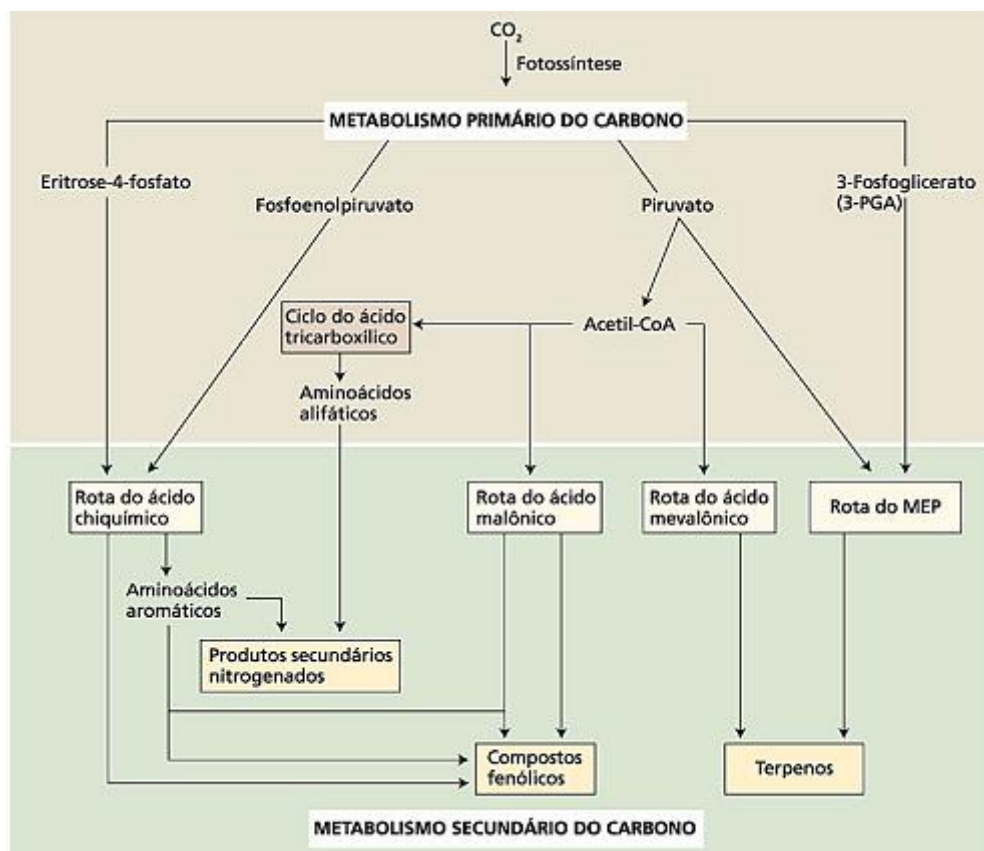 CO₂
Fotossíntese
METABOLISMO PRIMÁRIO DO CARBONO
Eritrose-4-fosfato
Fosfoenolpiruvato
Piruvato
3-Fosfoglicerato
(3-PGA)
Ciclo do ácido
tricarboxílico
Acetil-CoA
Aminoácidos
alifáticos
Rota do ácido
chiquímico
Rota do ácido
malônico
Rota do ácido
mevalônico
Rota do MEP
Aminoácidos
aromáticos
Produtos secundários
nitrogenados
Compostos
fenólicos
Terpenos
METABOLISMO SECUNDÁRIO DO CARBONO